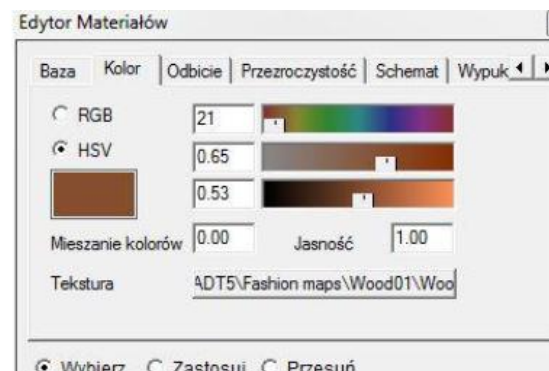 Edytor Materiałów
Baza Kolor Odbicie Przezroczystość Schemat Wypuk
RGB 21
HSV 0.65
0.53
Mieszanie kolorów 0.00 Jasność 1.00
Tekstura ADT5\Fashion maps\Wood01\Woo
Wybierz Zastosuj Przesuń